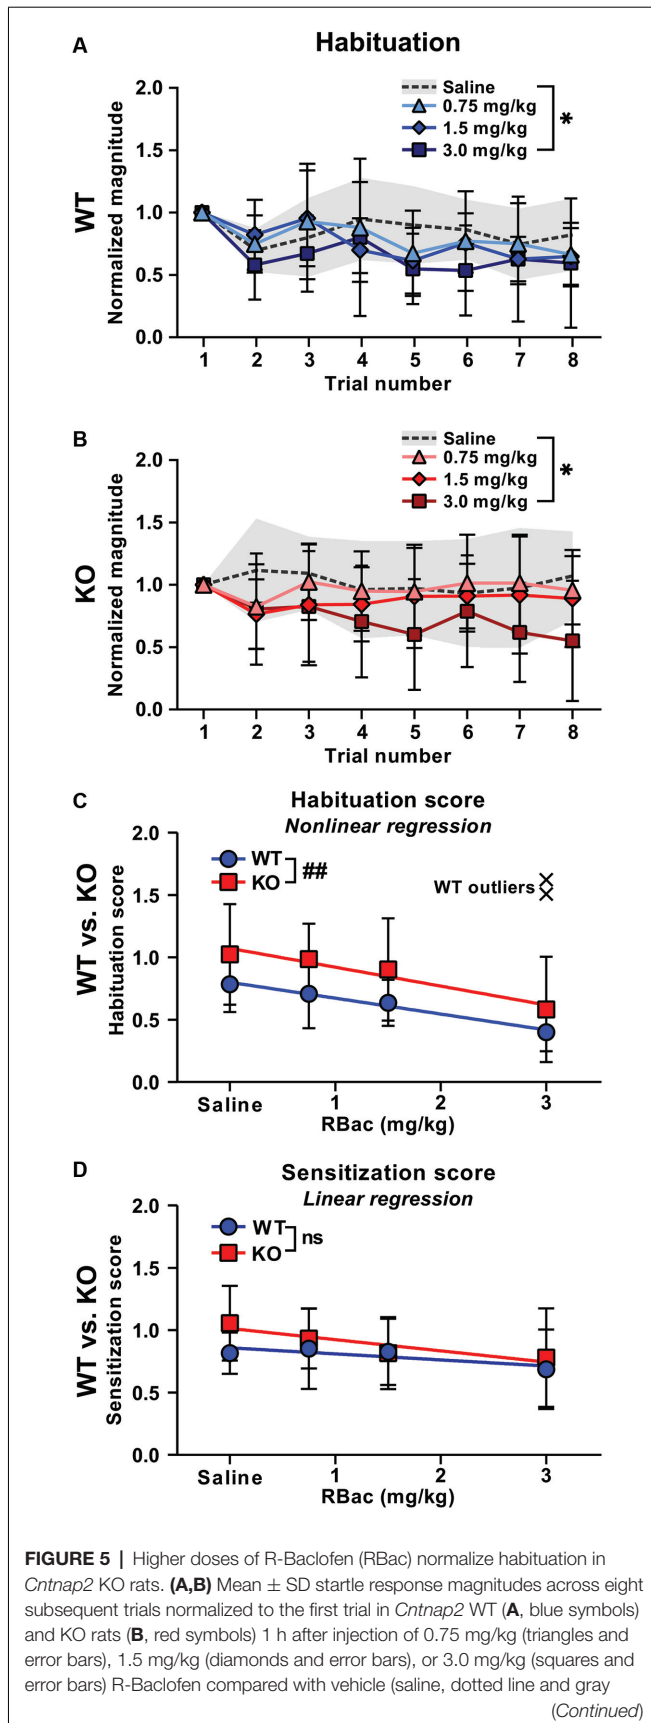 A
Habituation
WT
Normalized magnitude
2.0
1.5
1.0
0.5
0.0
Saline
0.75 mg/kg
1.5 mg/kg
3.0 mg/kg
*
1 2 3 4 5 6 7 8
Trial number
B
KO
Normalized magnitude
2.0
1.5
1.0
0.5
0.0
Saline
0.75 mg/kg
1.5 mg/kg
3.0 mg/kg
*
1 2 3 4 5 6 7 8
Trial number
C
Habituation score
Nonlinear regression
WT vs. KO
Habituation score
2.0
1.5
1.0
0.5
0.0
WT
KO
##
WT outliers
Saline 1 2 3
RBac (mg/kg)
D
Sensitization score
Linear regression
WT vs. KO
Sensitization score
2.0
1.5
1.0
0.5
0.0
WT
KO
ns
Saline 1 2 3
RBac (mg/kg)
FIGURE 5 | Higher doses of R-Baclofen (RBac) normalize habituation in
Cntnap2 KO rats. (A,B) Mean ± SD startle response magnitudes across eight
subsequent trials normalized to the first trial in Cntnap2 WT (A, blue symbols)
and KO rats (B, red symbols) 1 h after injection of 0.75 mg/kg (triangles and
error bars), 1.5 mg/kg (diamonds and error bars), or 3.0 mg/kg (squares and
error bars) R-Baclofen compared with vehicle (saline, dotted line and gray
(Continued)